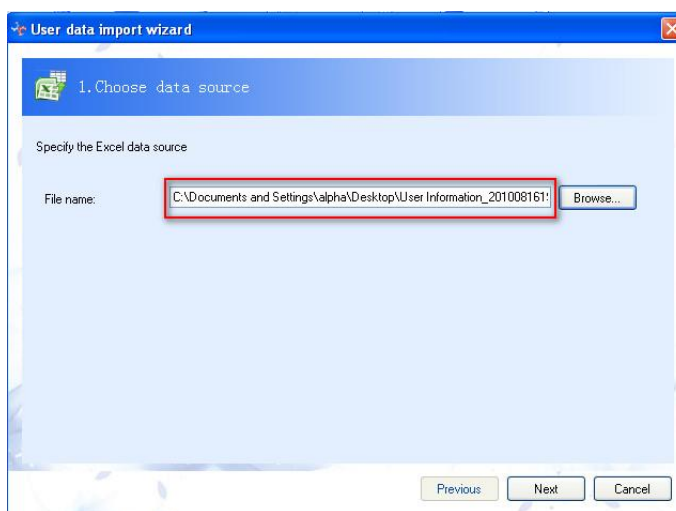 User data import wizard
1.Choose data source
Specify the Excel data source
File name:
C:\Documents and Settings\alpha\Desktop\User Information_201008161
Browse...
Previous
Next
Cancel